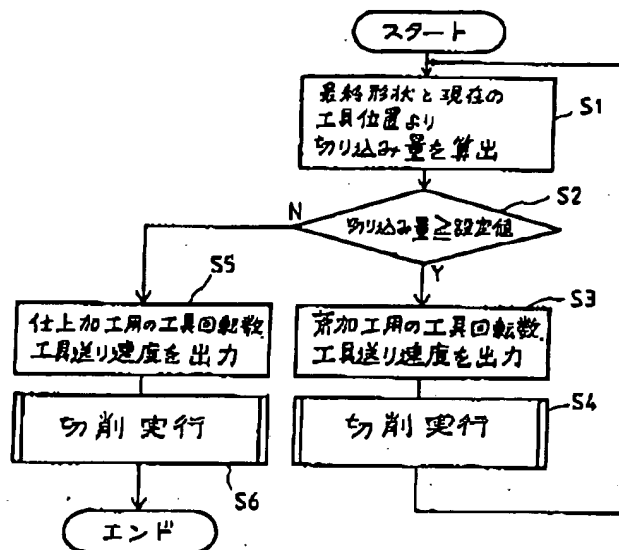 スタート
最終形状と現在の
工具位置より
切り込み量を算出
S1
S2
切り込み量≧設定値
N
Y
S5
S3
仕上加工用の工具回転数、
工具送り速度を出力
荒加工用の工具回転数、
工具送り速度を出力
切削実行
S6
切削実行
S4
エンド